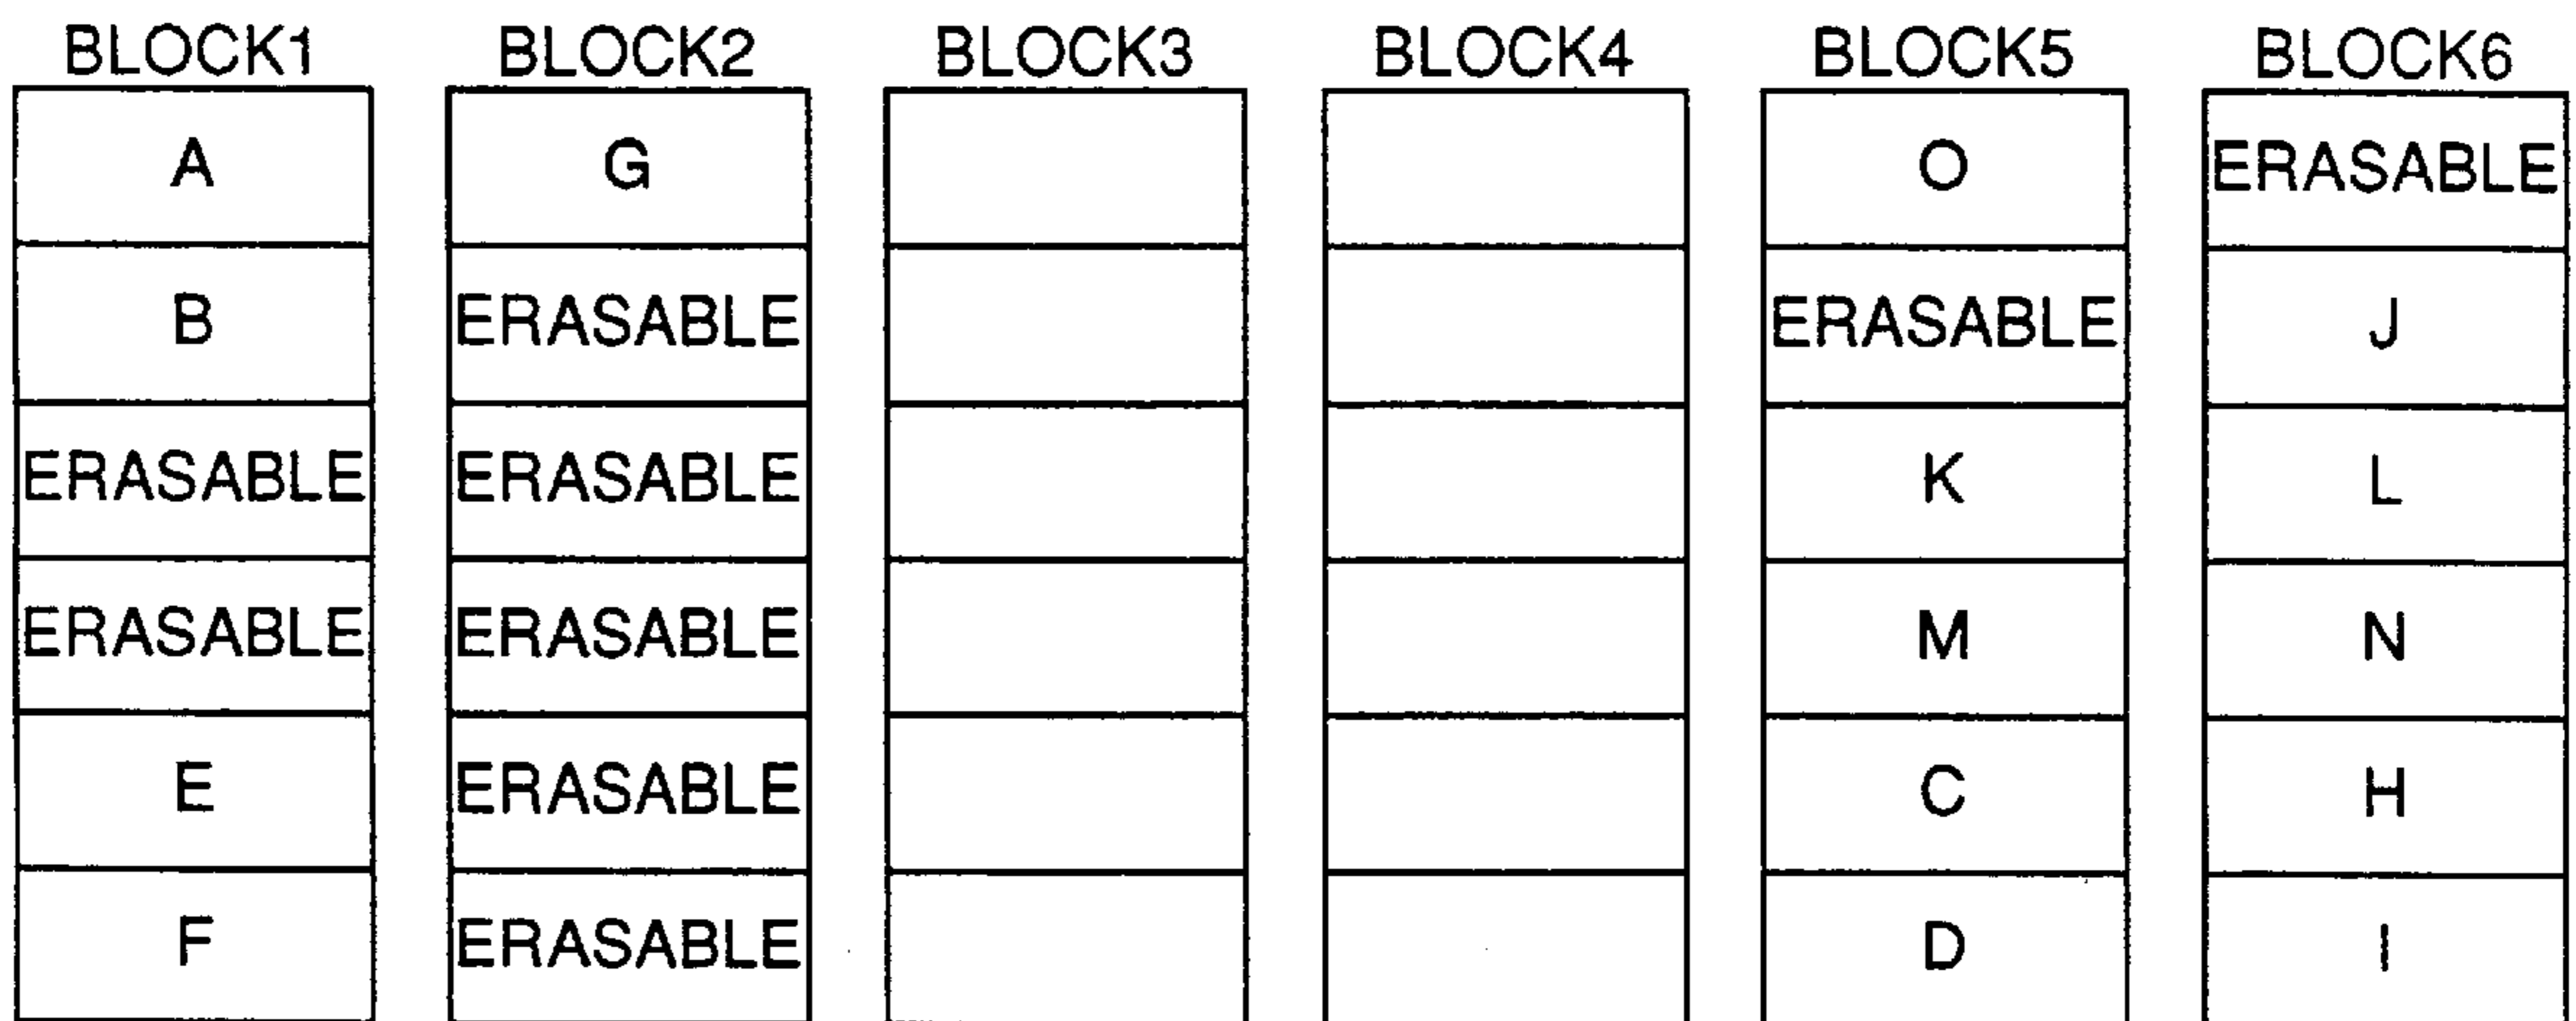 BLOCK1 BLOCK2 BLOCK3 BLOCK4 BLOCK5 BLOCK6
A G O ERASABLE
B ERASABLE ERASABLE J
ERASABLE ERASABLE K L
ERASABLE ERASABLE M N
E ERASABLE C H
F ERASABLE D I